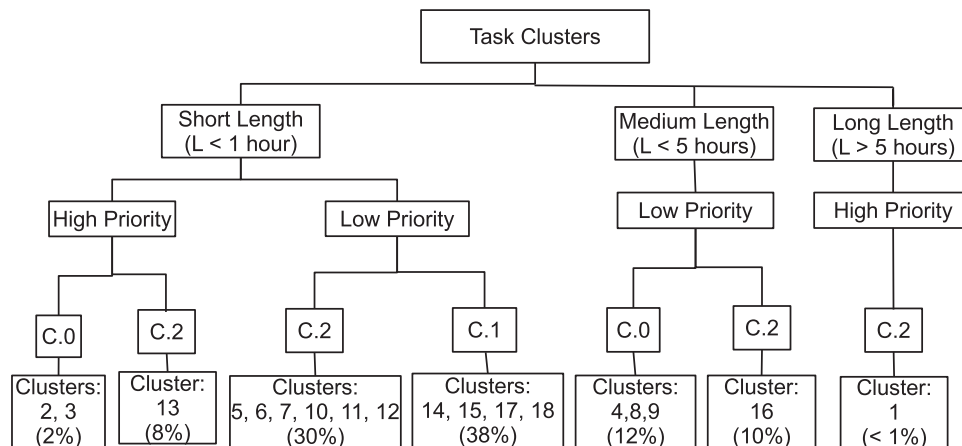 Task Clusters
Short Length
(L < 1 hour)
Medium Length
(L < 5 hours)
Long Length
(L > 5 hours)
High Priority
Low Priority
Low Priority
High Priority
C.0
C.2
C.2
C.1
C.0
C.2
C.2
Clusters:
2, 3
(2%)
Cluster:
13
(8%)
Clusters:
5, 6, 7, 10, 11, 12
(30%)
Clusters:
14, 15, 17, 18
(38%)
Clusters:
4,8,9
(12%)
Cluster:
16
(10%)
Cluster:
1
(< 1%)